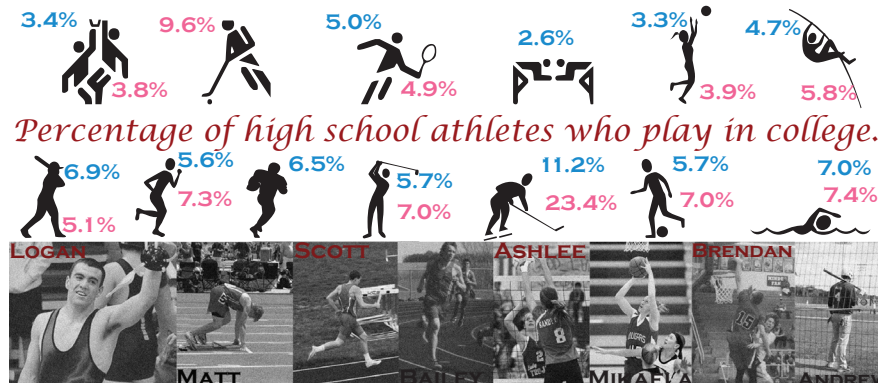 3.4%
3.8%
9.6%
5.0%
4.9%
2.6%
3.3%
3.9%
4.7%
5.8%
Percentage of high school athletes who play in college.
6.9%
5.1%
5.6%
7.3%
6.5%
5.7%
7.0%
11.2%
23.4%
5.7%
7.0%
7.0%
7.4%
LOGAN
MATT
SCOTT
BAILEY
ASHLEE
8
MIKAELA
BRENDAN
15
ANDREW